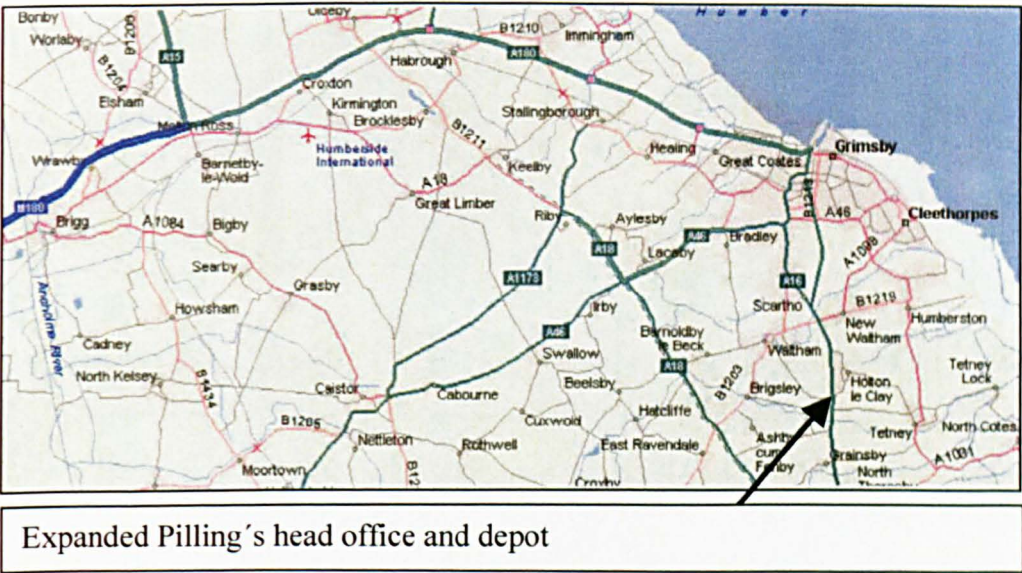 Humber
Bonby
Worlaby
B1206
B1204
Elsham
A15
Croxton
Kirmington
Brocklesby
Habrough
B1210
A180
Immingham
Stallingborough
Healing
Great Coates
Grimsby
Cleethorpes
Wrawby
Barnetby-
le-Wold
Humberside
International
B1211
Keelby
A18
Great Limber
M180
Brigg
A1084
Bigby
Riby
Aylesby
A18
Laceby
A46
Bradley
A46
A1098
Searby
Grasby
A1173
Irby
A16
Scartho
B1219
Howsham
Ancholme River
Cadney
A46
Swallow
Barnoldby
le Beck
A18
Waltham
New
Waltham
Humberston
North Kelsey
B1434
Caistor
Cabourne
Beelsby
Hatcliffe
B1203
Brigsley
Holton
le Clay
Tetney
Lock
B1205
Nettleton
Cuxwold
Rothwell
East Ravendale
Tetney
North Cotes
Moortown
B12
Grainsby
North
A1031
Expanded Pilling´s head office and depot